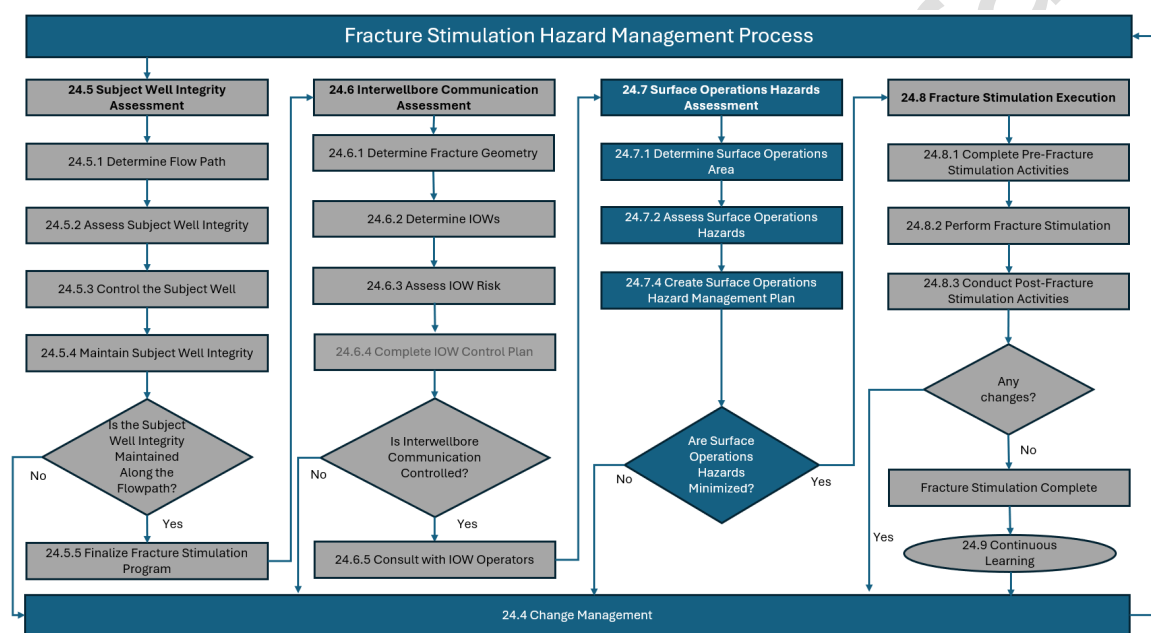 Fracture Stimulation Hazard Management Process
24.5 Subject Well Integrity
Assessment
24.5.1 Determine Flow Path
24.5.2 Assess Subject Well Integrity
24.5.3 Control the Subject Well
24.5.4 Maintain Subject Well Integrity
Is the Subject
Well Integrity
Maintained
Along the
Flowpath?
No
Yes
24.5.5 Finalize Fracture Stimulation
Program
24.6 Interwellbore Communication
Assessment
24.6.1 Determine Fracture Geometry
24.6.2 Determine IOWs
24.6.3 Assess IOW Risk
24.6.4 Complete IOW Control Plan
Is Interwellbore
Communication
Controlled?
No
Yes
24.6.5 Consult with IOW Operators
24.7 Surface Operations Hazards
Assessment
24.7.1 Determine Surface Operations
Area
24.7.2 Assess Surface Operations
Hazards
24.7.4 Create Surface Operations
Hazard Management Plan
Are Surface
Operations
Hazards
Minimized?
No
Yes
24.8 Fracture Stimulation Execution
24.8.1 Complete Pre-Fracture
Stimulation Activities
24.8.2 Perform Fracture Stimulation
24.8.3 Conduct Post-Fracture
Stimulation Activities
Any
changes?
No
Yes
Fracture Stimulation Complete
24.9 Continuous
Learning
24.4 Change Management